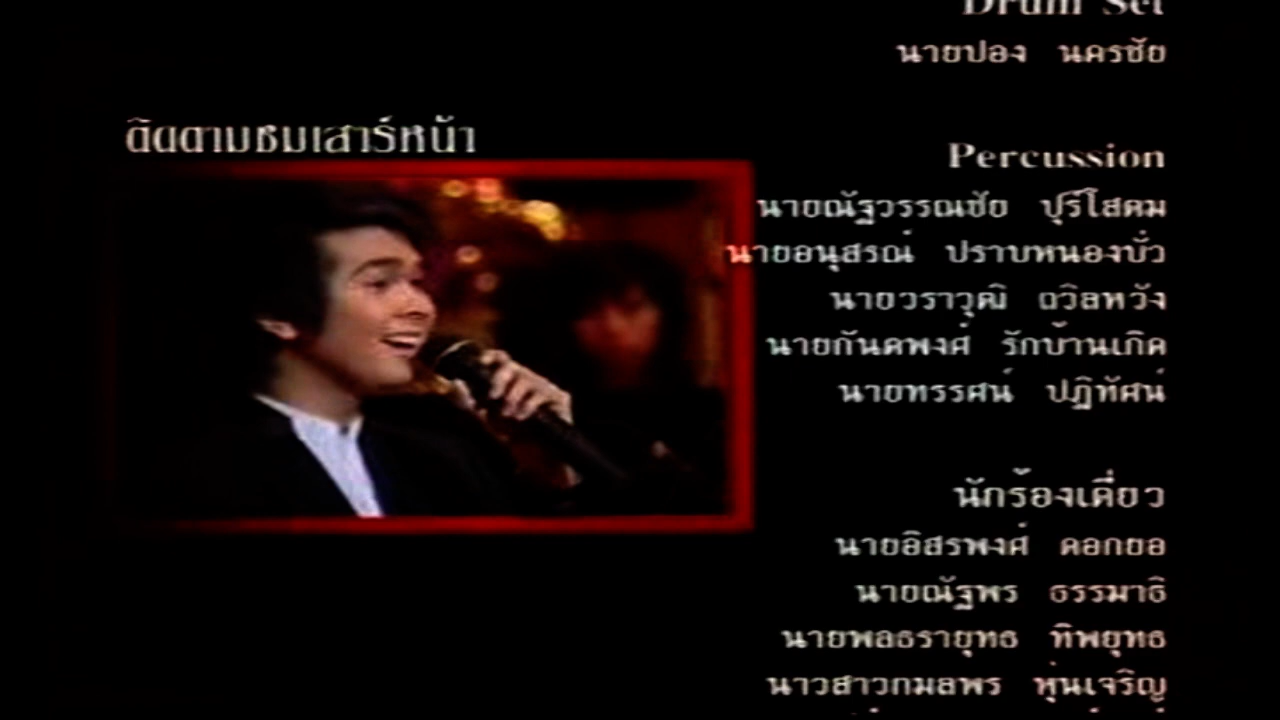 Drum Set
นายปอง นครชัย
ติดตามชมเสาร์หน้า
Percussion
นายณัฐวรรณชัย ปุรีโสตม
นายอนุสรณ์ ปราบหนองบั่ว
นายวราวุฒิ ถวิลหวัง
นายกันตพงศ์ รักบ้านเกิด
นายทรรศน์ ปฏิทัศน์
นักร้องเดี่ยว
นายอิสรพงศ์ ดอกยอ
นายณัฐพร ธรรมาธิ
นายพลธรายุทธ ทิพยุทธ
นาวสาวกมลพร หุ่นเจริญ